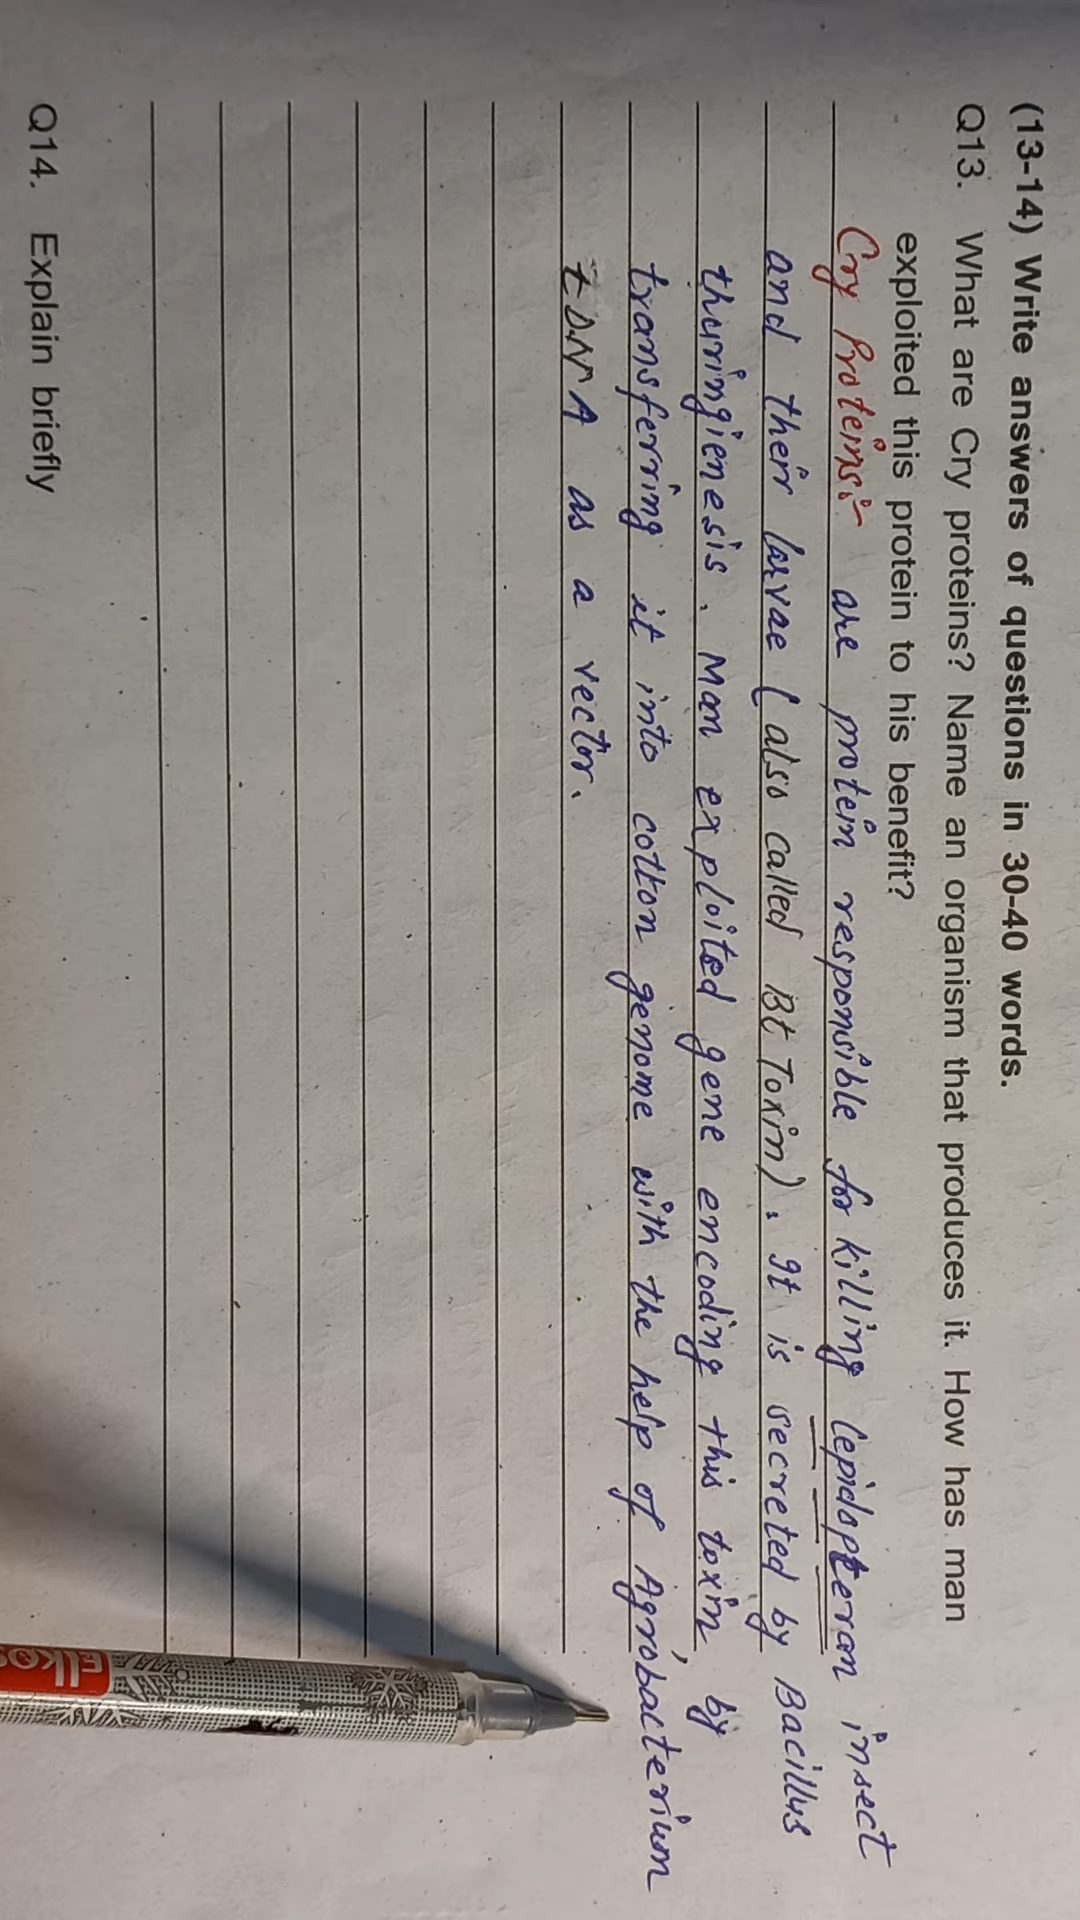 (13-14) Write answers of questions in 30-40 words.
Q13. What are Cry proteins? Name an organism that produces it. How has man
exploited this protein to his benefit?
Cry Proteins:- are protein responsible for killing lepidopteran insect
and their larvae (also called Bt Toxin). It is secreted by Bacillus
thuringienesis. Man exploited gene encoding this toxin, by
transferring it into cotton genome with the help of Agrobacterium
tDNA as a vector.
Q14. Explain briefly
Elkos